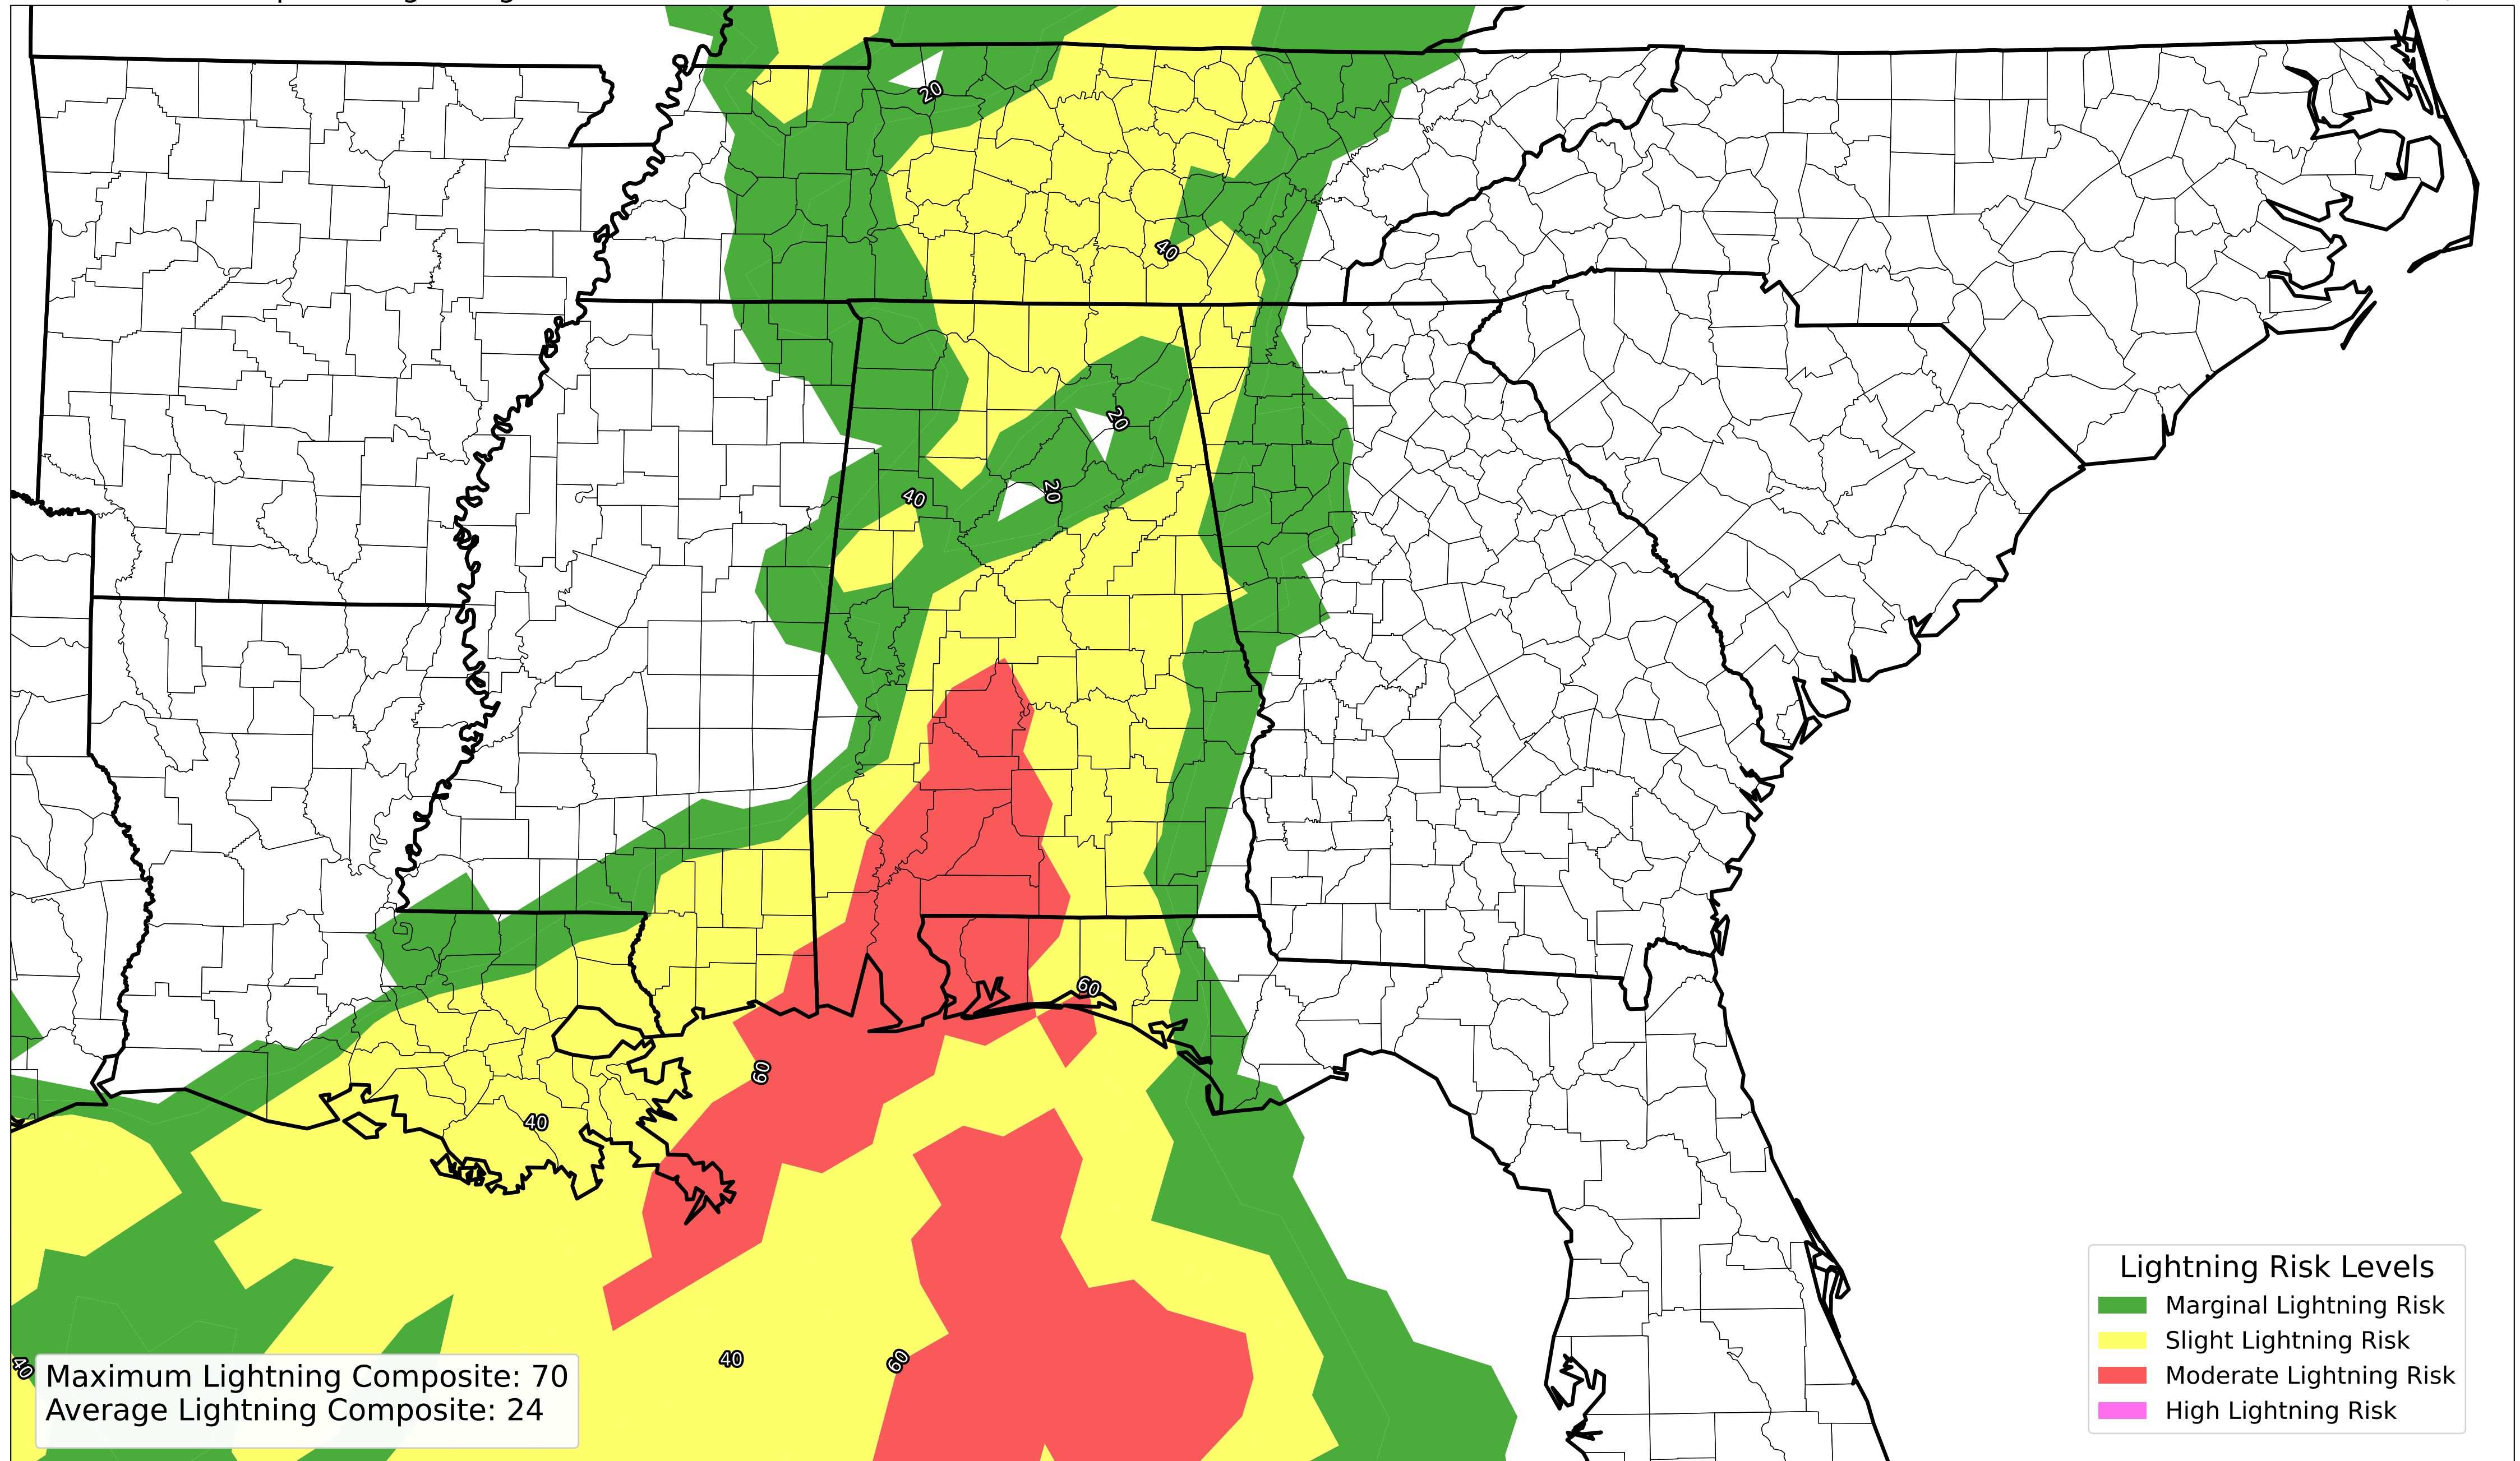 20
40
20
20
40
60
60
40
40
60
40
Lightning Risk Levels
Marginal Lightning Risk
Slight Lightning Risk
Moderate Lightning Risk
High Lightning Risk
Maximum Lightning Composite: 70
Average Lightning Composite: 24